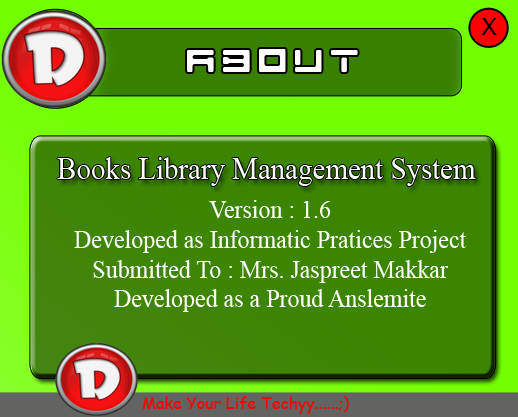 D
ABOUT
X
Books Library Management System
Version : 1.6
Developed as Informatic Pratices Project
Submitted To : Mrs. Jaspreet Makkar
Developed as a Proud Anslemite
D
Make Your Life Techyy.......:)